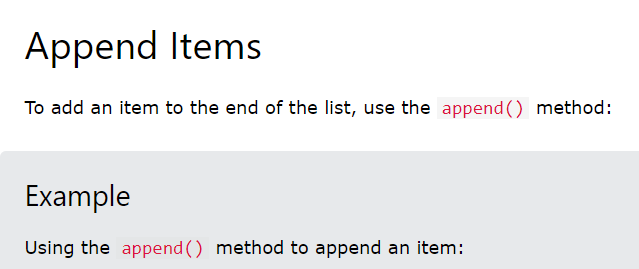 Append Items
To add an item to the end of the list, use the append() method:
Example
Using the append() method to append an item: